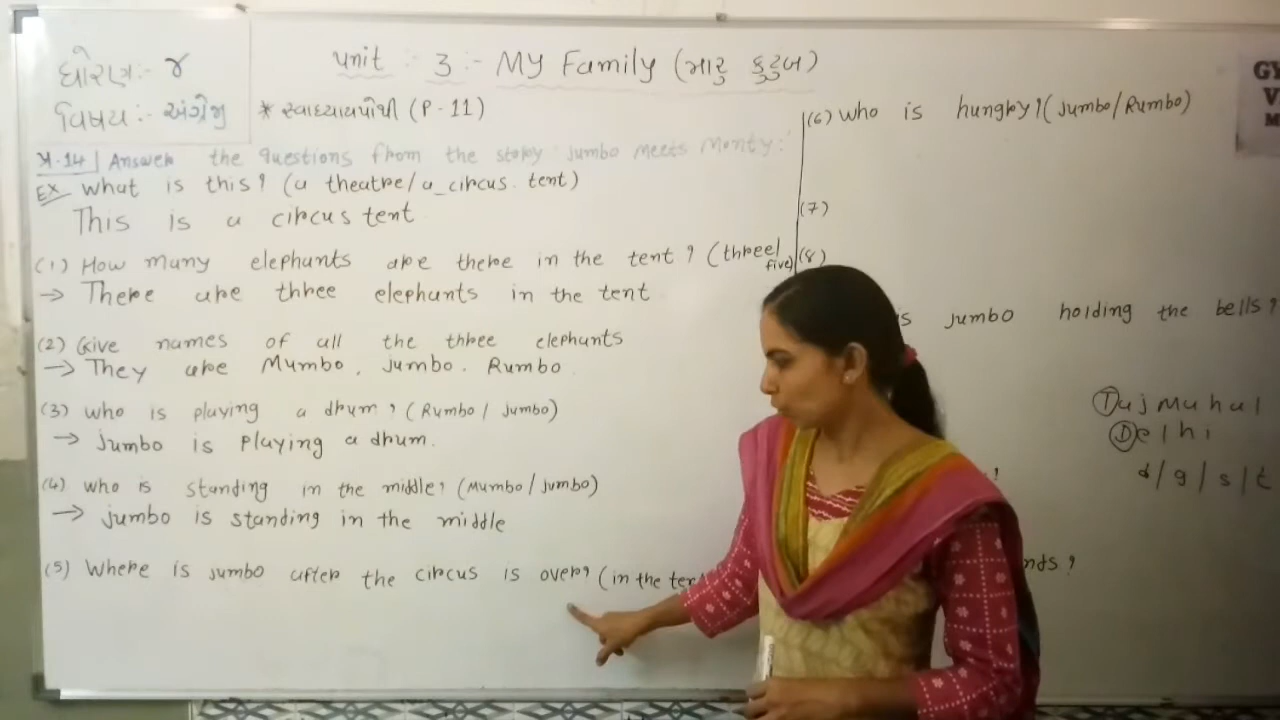 ધોરણ:- ૪
વિષય:- અંગ્રેજી
Unit :- 3 :- My Family (મારુ કુટુંબ)
* સ્વાધ્યાયપોથી (P-11)
પ્ર.14 | Answer the questions from the story 'Jumbo meets Monty:'
Ex what is this? (a theatre/a circus tent)
This is a circus tent
(1) How many elephants are there in the tent? (three/five)
→ There are three elephants in the tent
(2) Give names of all the three elephants
→ They are Mumbo, Jumbo. Rumbo.
(3) who is playing a drum? (Rumbo/Jumbo)
→ Jumbo is playing a drum.
(4) who is standing in the middle? (Mumbo/Jumbo)
→ Jumbo is standing in the middle
(5) Where is Jumbo after the circus is over? (in the
(6) Who is hungry? (Jumbo/Rumbo)
(7)
(8)
is Jumbo holding the bells?
Taj Mahal
Delhi
d/g/s/t
?
nds?
GY
V
M